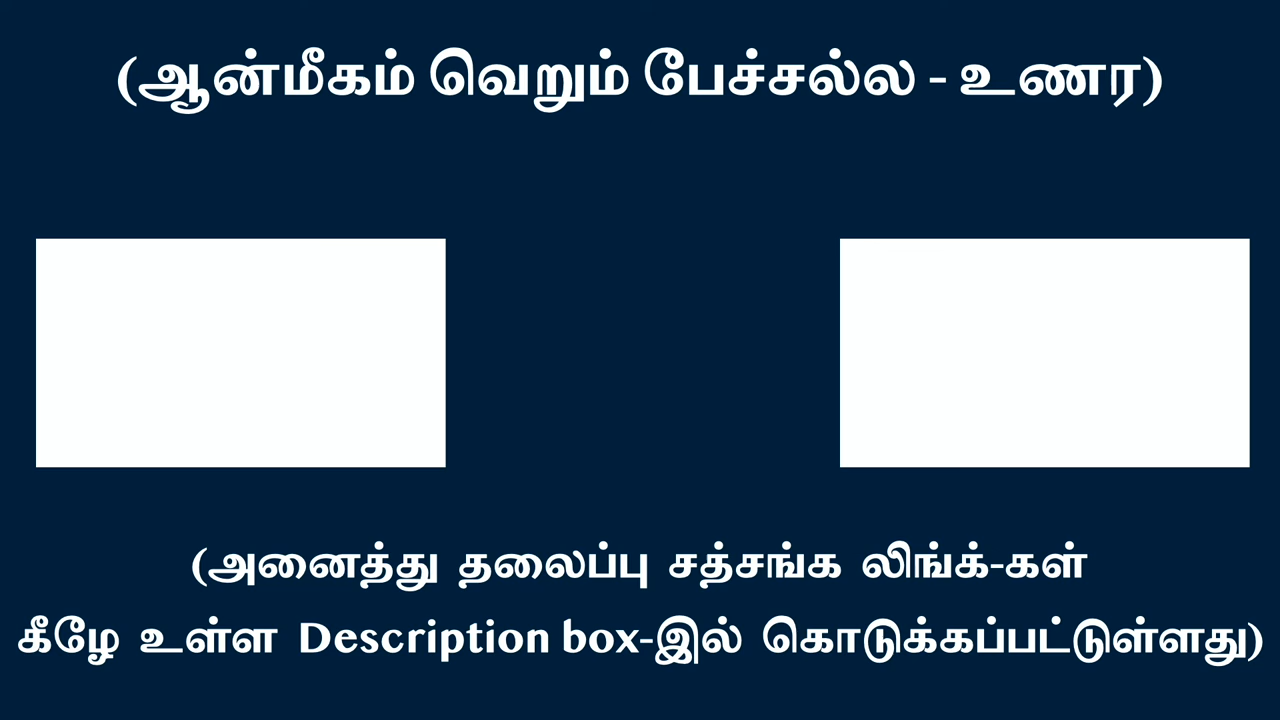 (ஆன்மீகம் வெறும் பேச்சல்ல - உணர)
(அனைத்து தலைப்பு சத்சங்க லிங்க்-கள்
கீழே உள்ள Description box-இல் கொடுக்கப்பட்டுள்ளது)